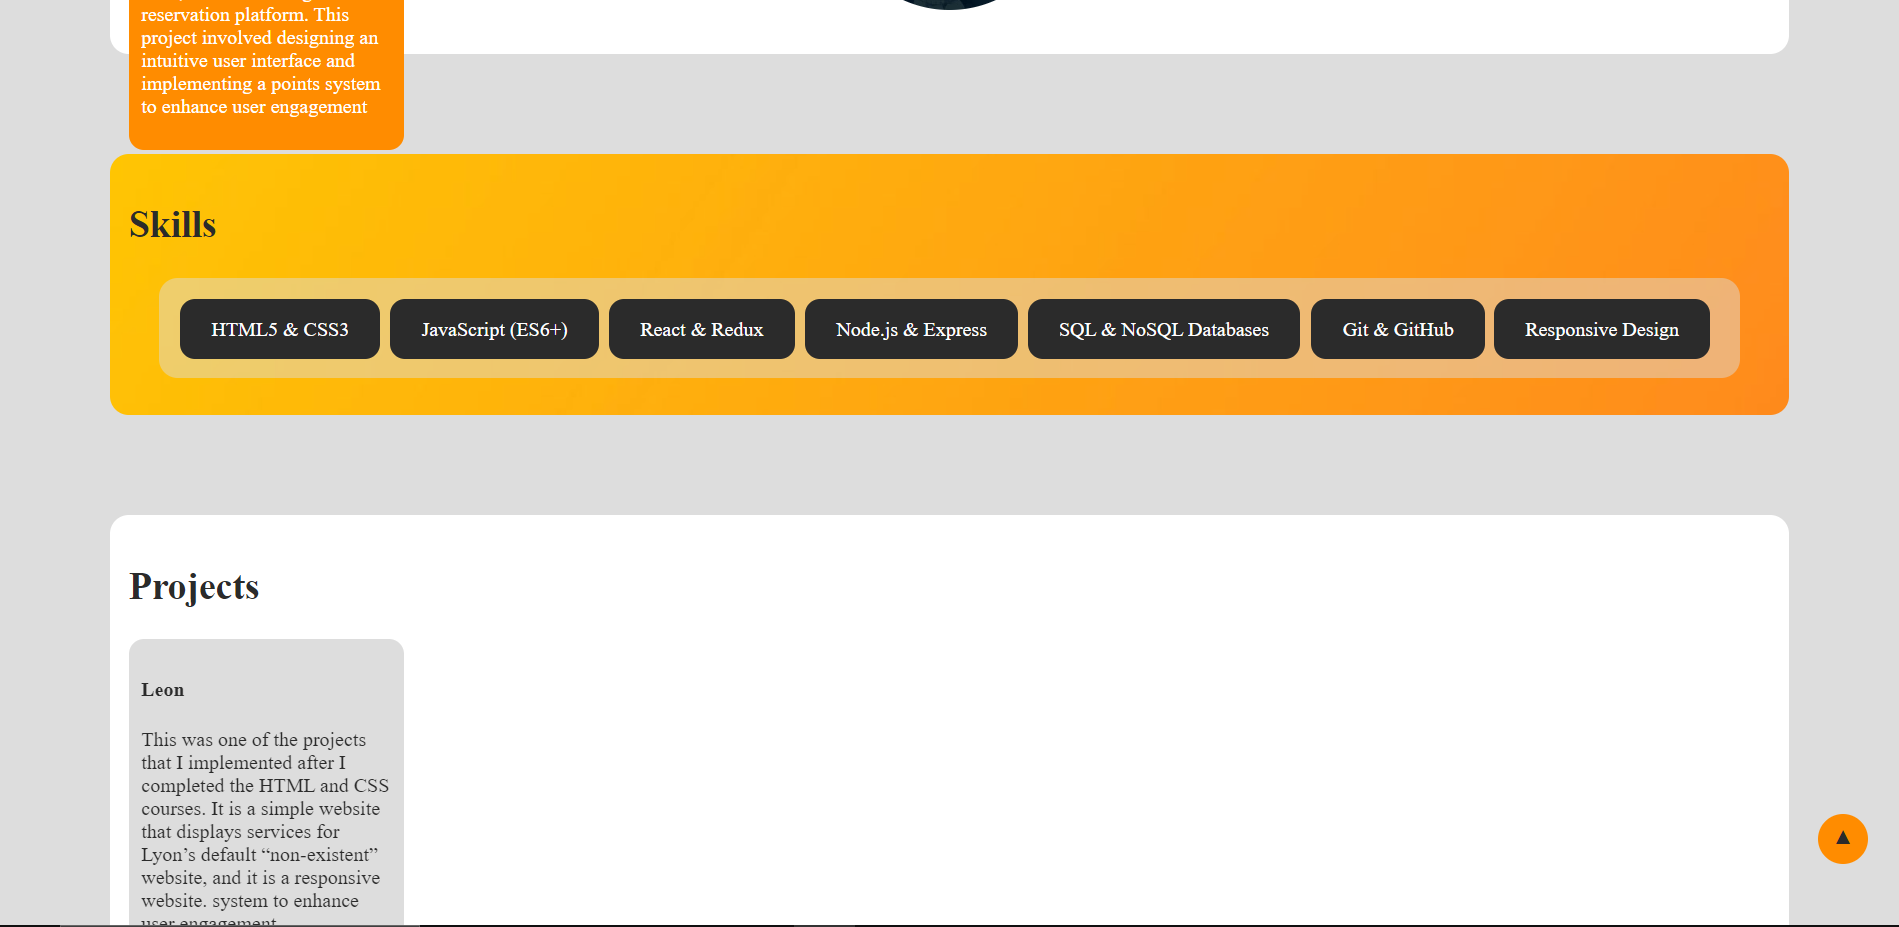 reservation platform. This
project involved designing an
intuitive user interface and
implementing a points system
to enhance user engagement
Skills
HTML5 & CSS3
JavaScript (ES6+)
React & Redux
Node.js & Express
SQL & NoSQL Databases
Git & GitHub
Responsive Design
Projects
Leon
This was one of the projects
that I implemented after I
completed the HTML and CSS
courses. It is a simple website
that displays services for
Lyon’s default “non-existent”
website, and it is a responsive
website. system to enhance
user engagement
▲